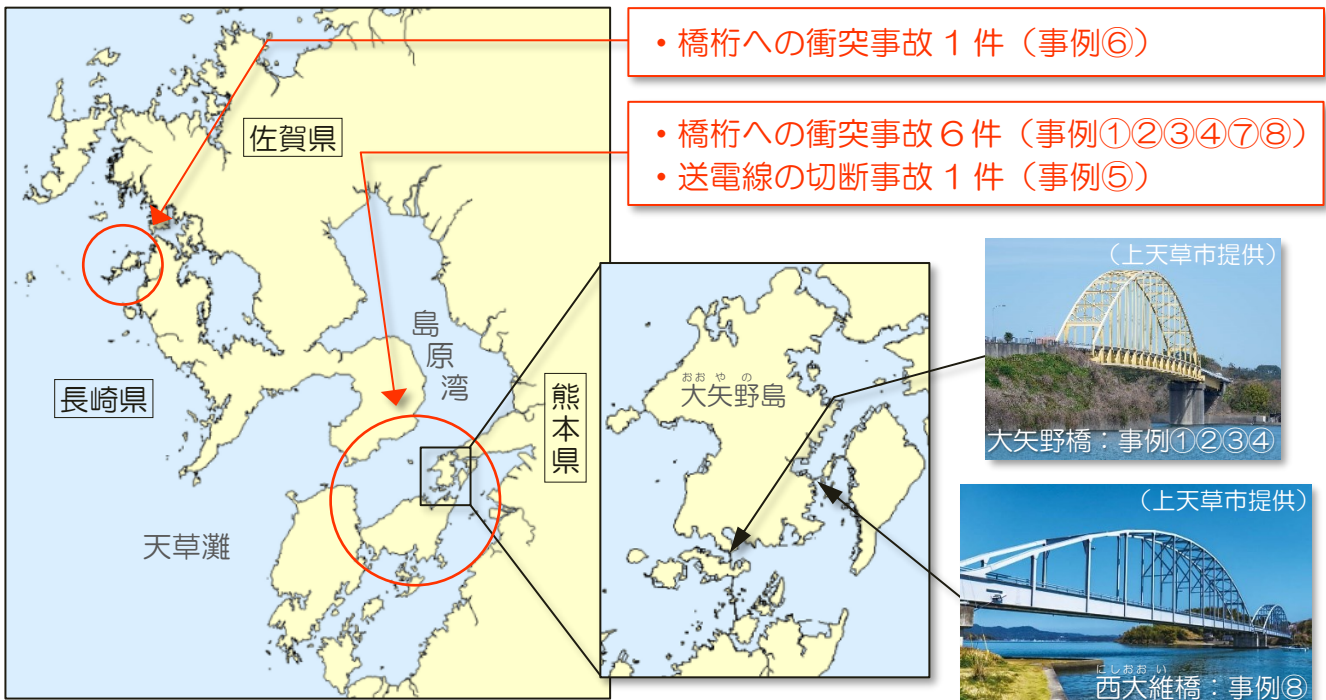 ・橋桁への衝突事故１件（事例⑥）
・橋桁への衝突事故６件（事例①②③④⑦⑧）
・送電線の切断事故１件（事例⑤）
佐賀県
長崎県
島原湾
熊本県
天草灘
おおやの
大矢野島
（上天草市提供）
大矢野橋：事例①②③④
（上天草市提供）
にしおおい
西大維橋：事例⑧